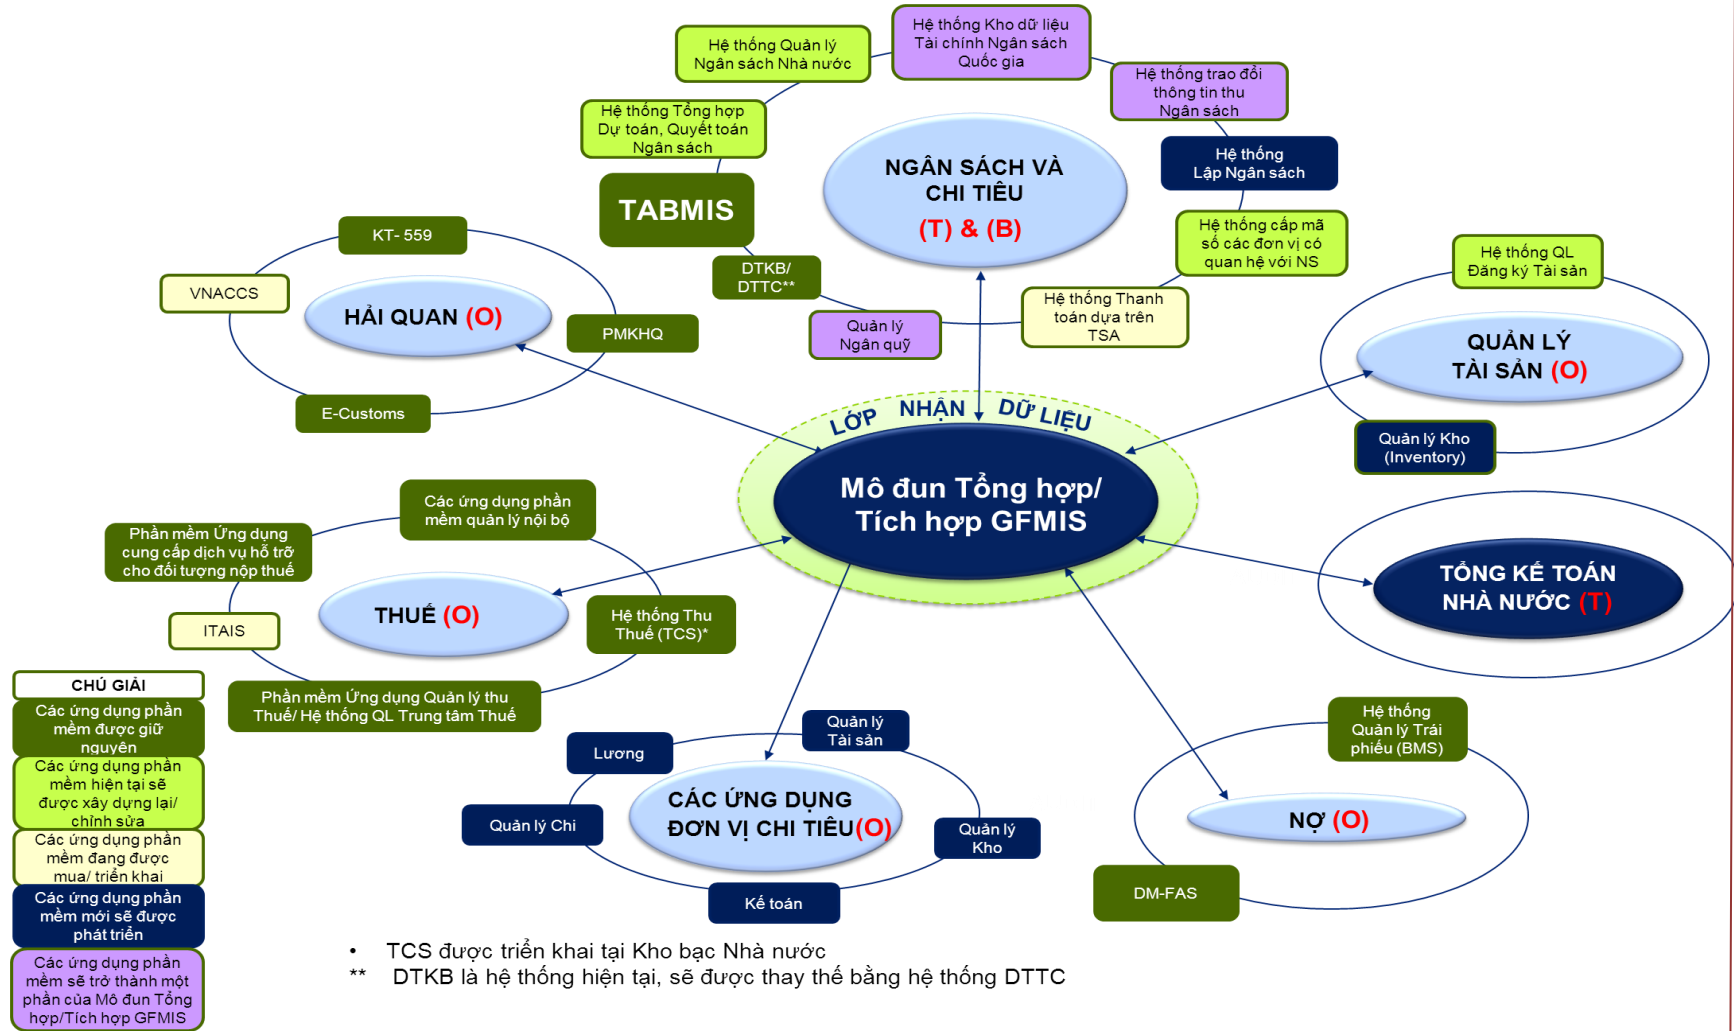 Hệ thống Kho dữ liệu
Tài chính Ngân sách
Quốc gia
Hệ thống Quản lý
Ngân sách Nhà nước
Hệ thống trao đổi
thông tin thu
Ngân sách
Hệ thống Tổng hợp
Dự toán, Quyết toán
Ngân sách
Hệ thống
Lập Ngân sách
NGÂN SÁCH VÀ
CHI TIÊU
(T) & (B)
TABMIS
Hệ thống cấp mã
số các đơn vị có
quan hệ với NS
DTKB/
DTTC**
Hệ thống Thanh
toán dựa trên
TSA
Quản lý
Ngân quỹ
KT- 559
VNACCS
HẢI QUAN (O)
PMKHQ
E-Customs
Hệ thống QL
Đăng ký Tài sản
QUẢN LÝ
TÀI SẢN (O)
Quản lý Kho
(Inventory)
LỚP NHẬN DỮ LIỆU
Mô đun Tổng hợp/
Tích hợp GFMIS
Các ứng dụng phần
mềm quản lý nội bộ
Phần mềm Ứng dụng
cung cấp dịch vụ hỗ trỡ
cho đối tượng nộp thuế
THUẾ (O)
ITAIS
Hệ thống Thu
Thuế (TCS)*
Phần mềm Ứng dụng Quản lý thu
Thuế/ Hệ thống QL Trung tâm Thuế
TỔNG KẾ TOÁN
NHÀ NƯỚC (T)
Quản lý
Tài sản
Lương
CÁC ỨNG DỤNG
ĐƠN VỊ CHI TIÊU(O)
Quản lý Chi
Quản lý
Kho
Kế toán
Hệ thống
Quản lý Trái
phiếu (BMS)
NỢ (O)
DM-FAS
CHÚ GIẢI
Các ứng dụng phần
mềm được giữ
nguyên
Các ứng dụng phần
mềm hiện tại sẽ
được xây dựng lại/
chỉnh sửa
Các ứng dụng phần
mềm đang được
mua/ triển khai
Các ứng dụng phần
mềm mới sẽ được
phát triển
Các ứng dụng phần
mềm sẽ trở thành một
phần của Mô đun Tổng
hợp/Tích hợp GFMIS
• TCS được triển khai tại Kho bạc Nhà nước
** DTKB là hệ thống hiện tại, sẽ được thay thế bằng hệ thống DTTC